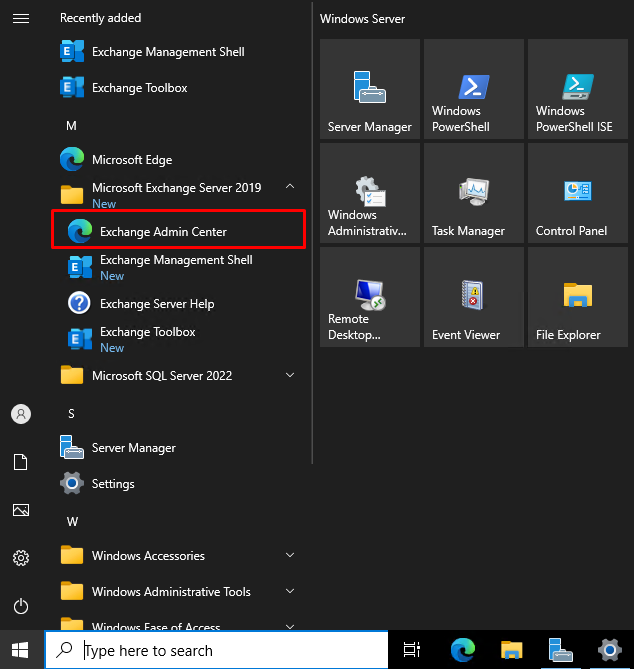 Recently added
Exchange Management Shell
Exchange Toolbox
M
Microsoft Edge
Microsoft Exchange Server 2019
New
Exchange Admin Center
Exchange Management Shell
New
Exchange Server Help
Exchange Toolbox
New
Microsoft SQL Server 2022
S
Server Manager
Settings
W
Windows Accessories
Windows Administrative Tools
Windows Ease of Access
Windows Server
Server Manager
Windows
PowerShell
Windows
PowerShell ISE
Windows
Administrativ...
Task Manager
Control Panel
Remote
Desktop...
Event Viewer
File Explorer
Type here to search